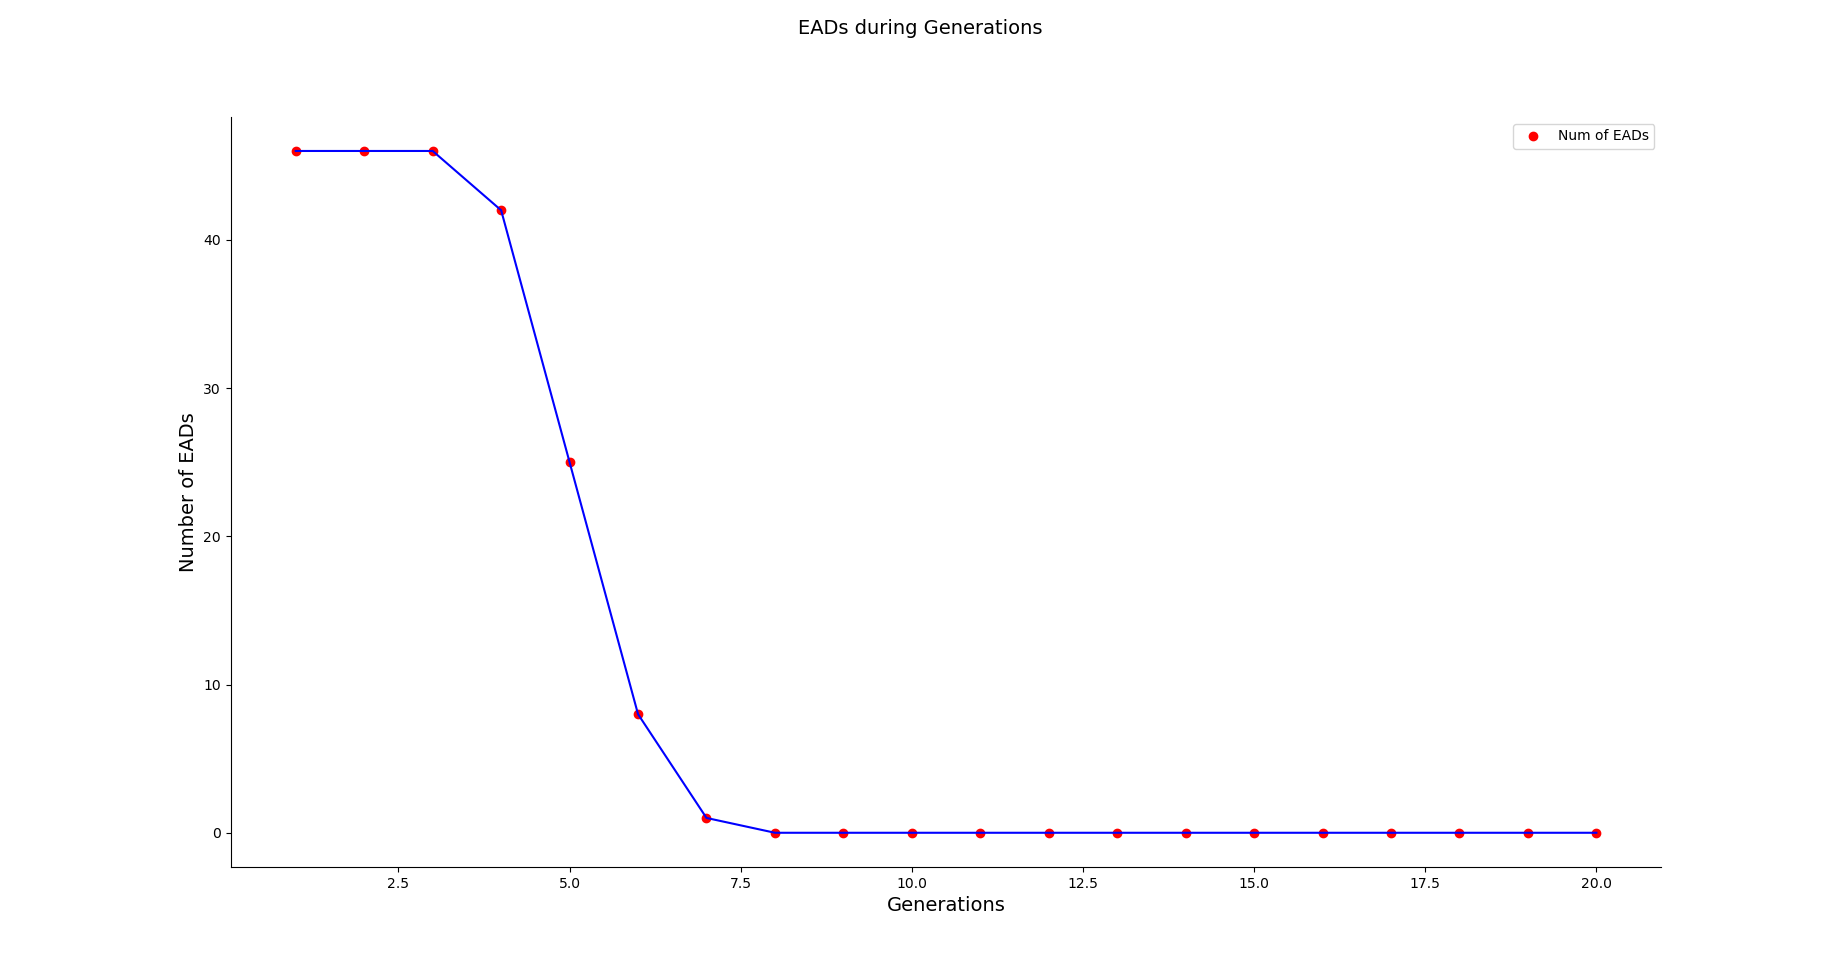 EADs during Generations
Num of EADs
40
30
20
10
0
Number of EADs
2.5 5.0 7.5 10.0 12.5 15.0 17.5 20.0
Generations